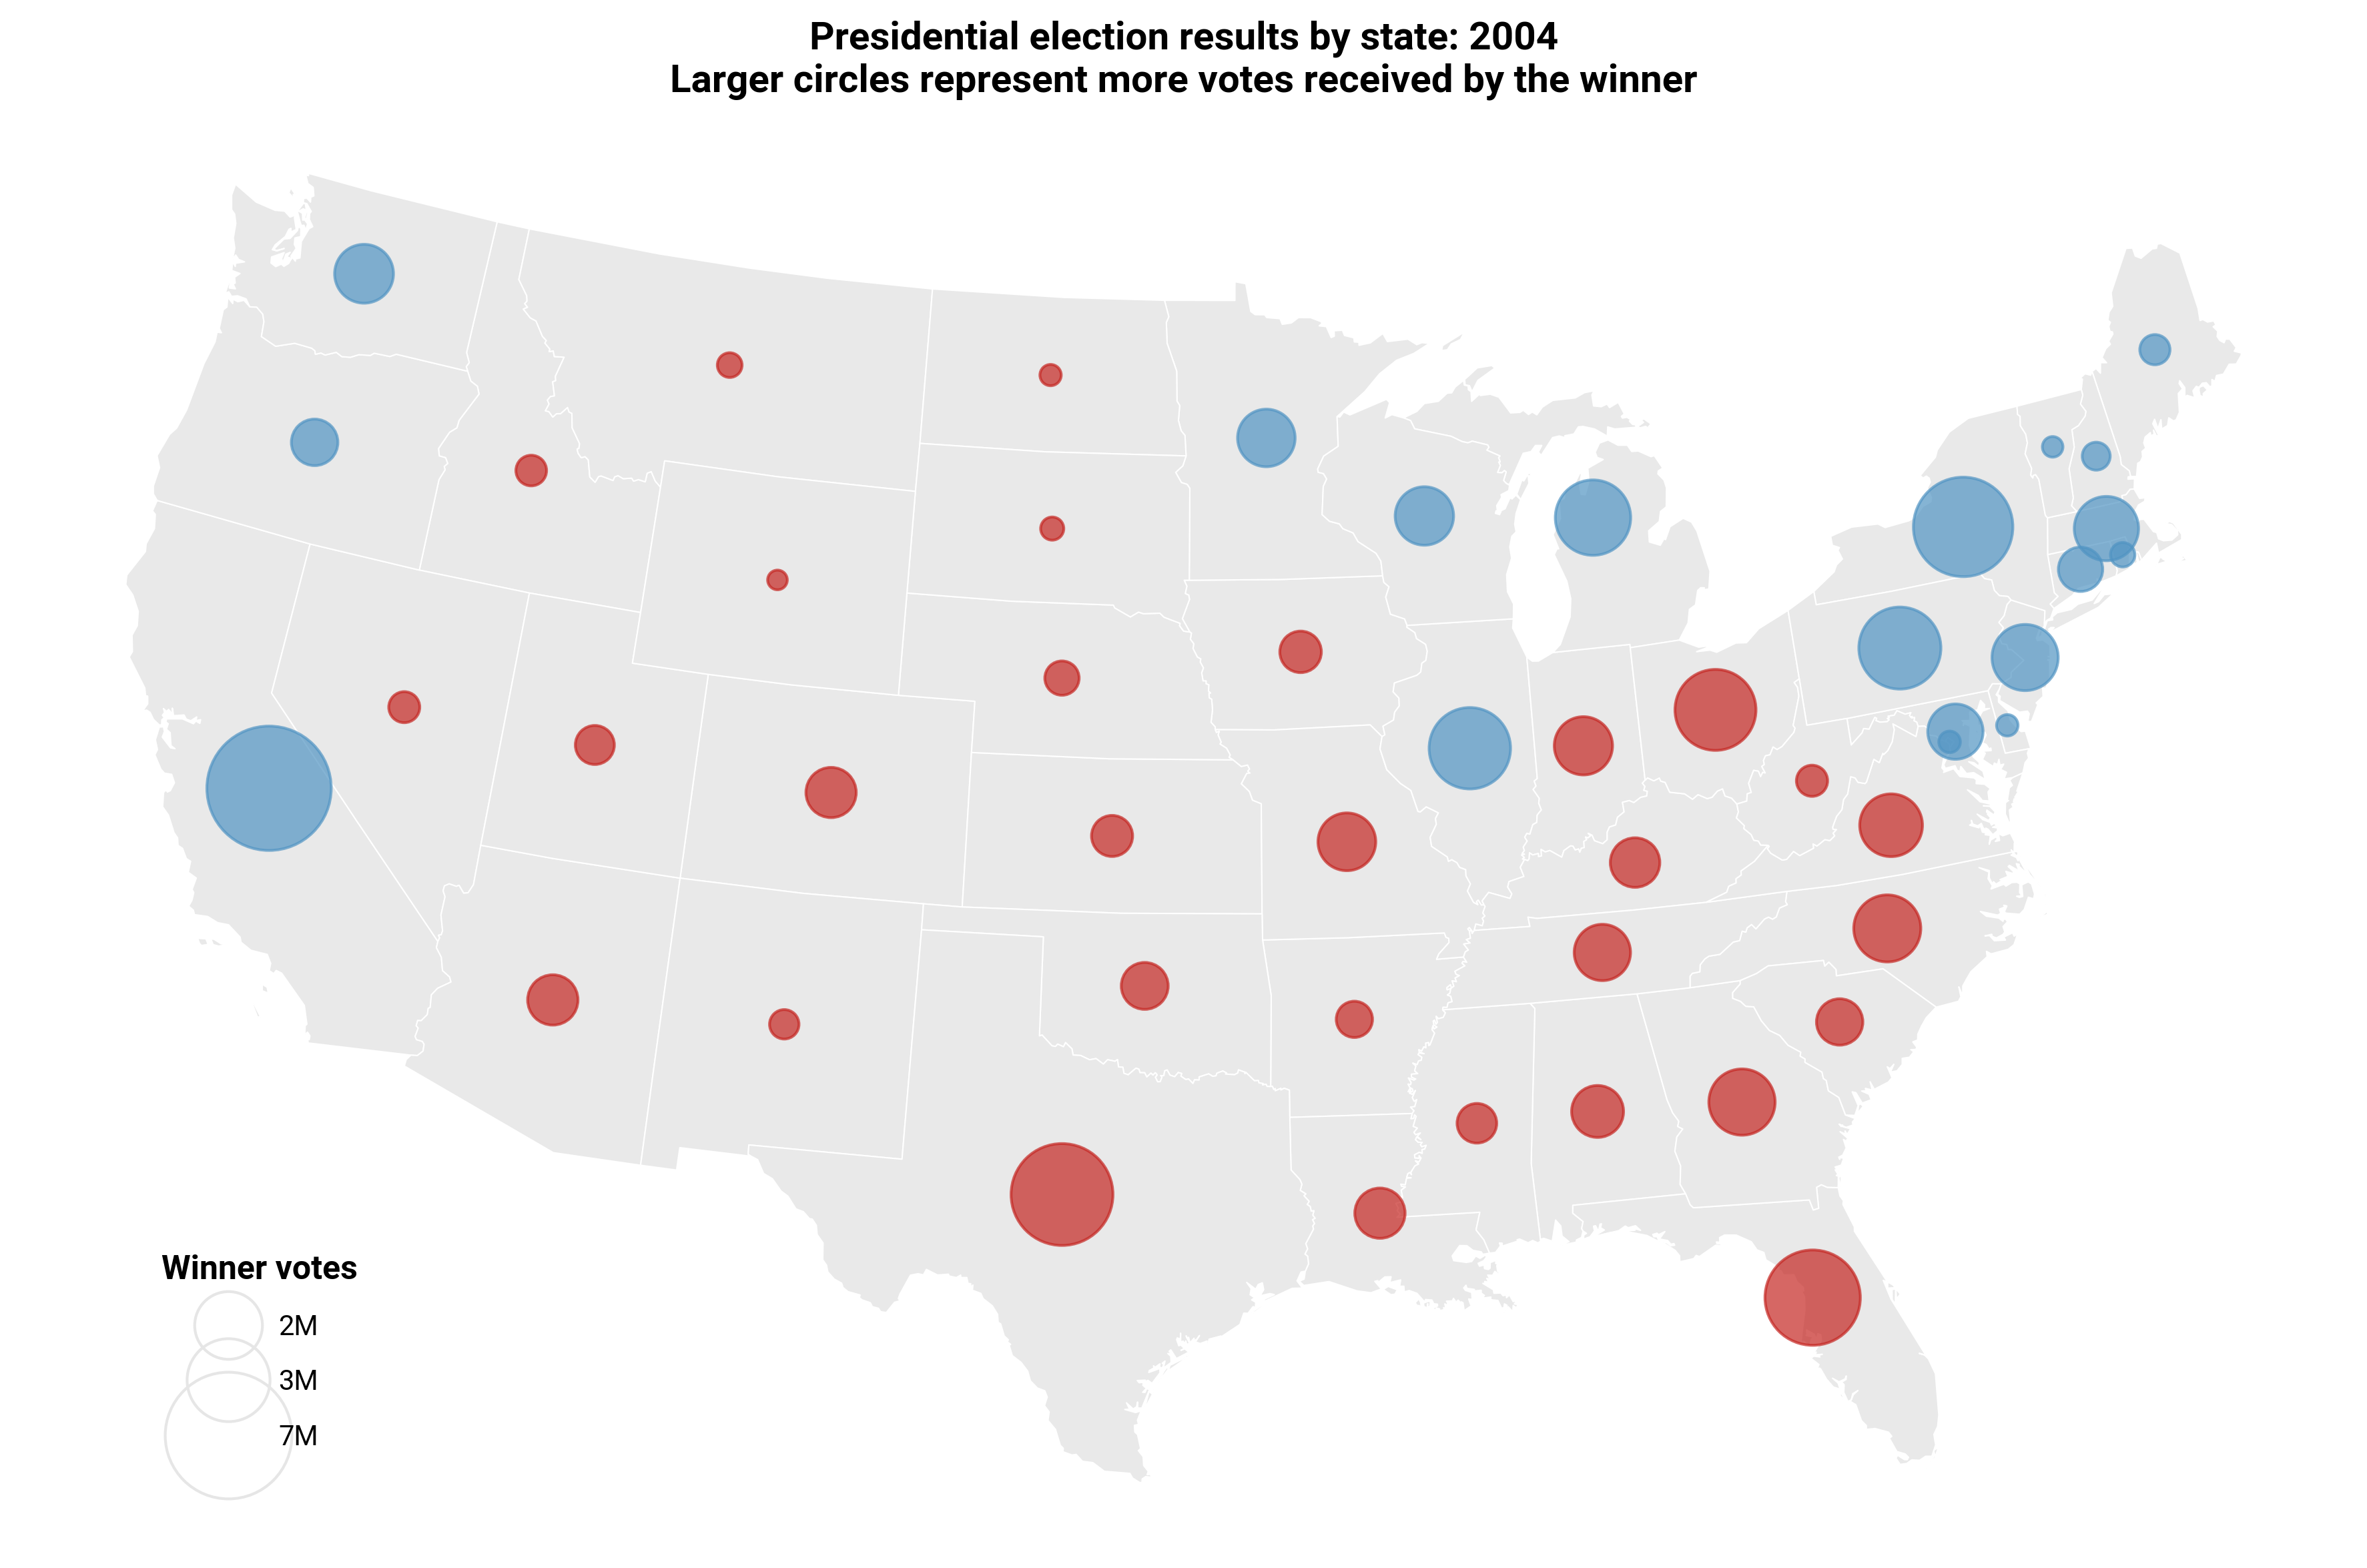 Presidential election results by state: 2004
Larger circles represent more votes received by the winner
Winner votes
2M
3M
7M